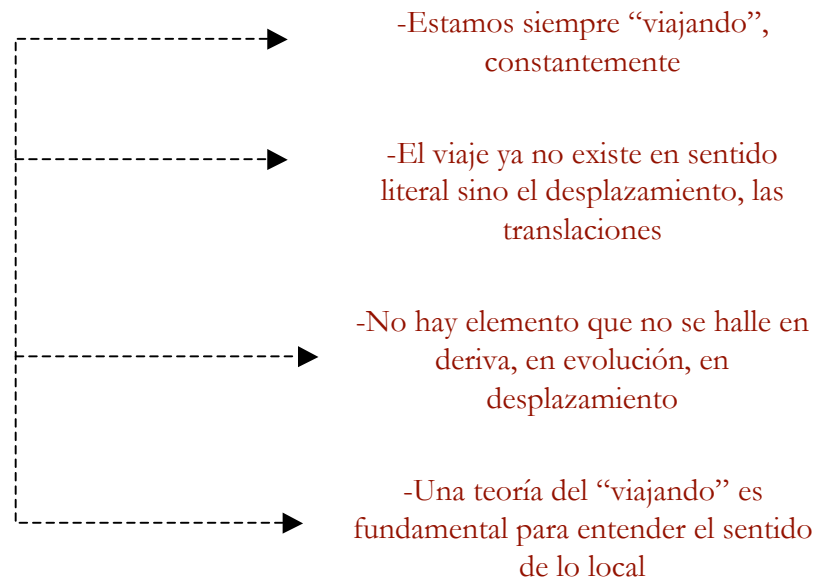 -Estamos siempre “viajando”,
constantemente
-El viaje ya no existe en sentido
literal sino el desplazamiento, las
translaciones
-No hay elemento que no se halle en
deriva, en evolución, en
desplazamiento
-Una teoría del “viajando” es
fundamental para entender el sentido
de lo local